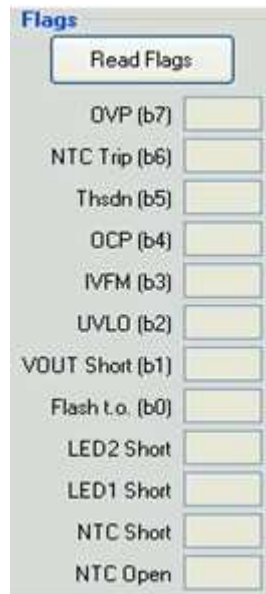 Flags
Read Flags
OVP (b7)
NTC Trip (b6)
Thsdn (b5)
OCP (b4)
IVFM (b3)
UVLO (b2)
VOUT Short (b1)
Flash t.o. (b0)
LED2 Short
LED1 Short
NTC Short
NTC Open